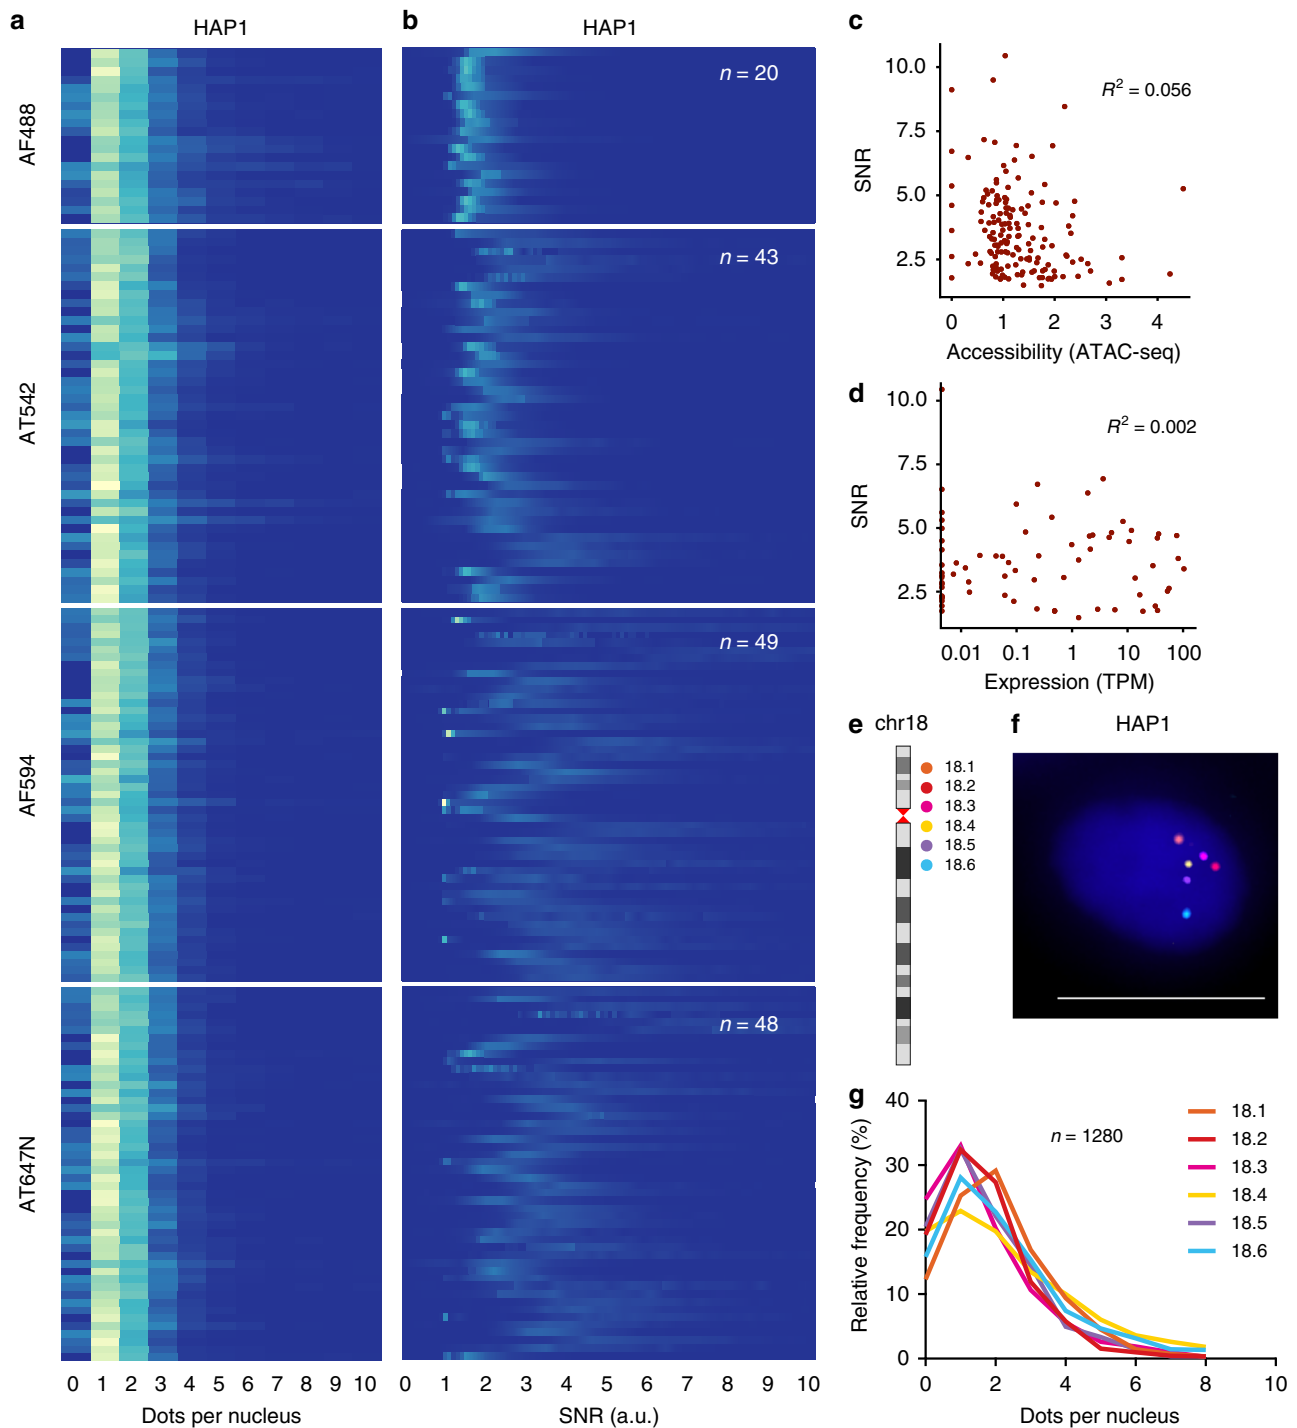 a
HAP1
AF488
AT542
AF594
AT647N
0 1 2 3 4 5 6 7 8 9 10
Dots per nucleus
b
HAP1
n = 20
n = 43
n = 49
n = 48
0 1 2 3 4 5 6 7 8 9 10
SNR (a.u.)
c
SNR
10.0
7.5
5.0
2.5
R² = 0.056
0 1 2 3 4
Accessibility (ATAC-seq)
d
SNR
10.0
7.5
5.0
2.5
R² = 0.002
0.01 0.1 1 10 100
Expression (TPM)
e
chr18
18.1
18.2
18.3
18.4
18.5
18.6
f
HAP1
g
Relative frequency (%)
40
30
20
10
0
n = 1280
18.1
18.2
18.3
18.4
18.5
18.6
0 2 4 6 8 10
Dots per nucleus